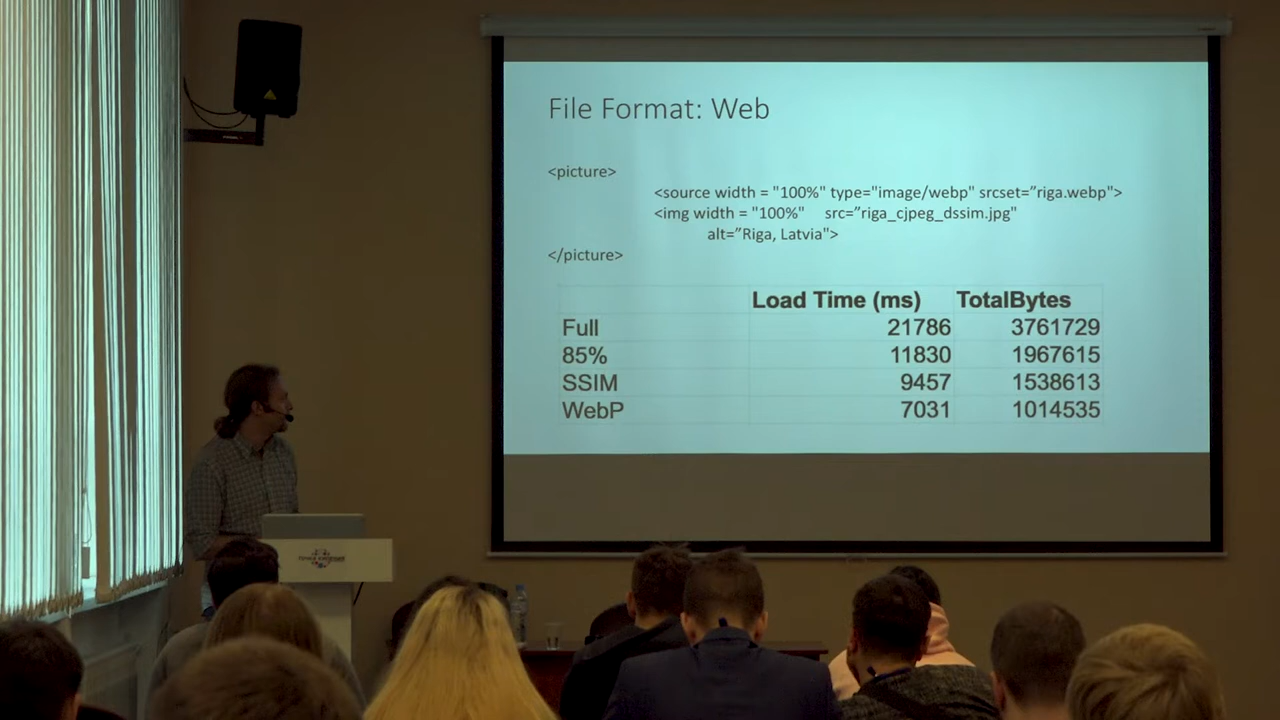 File Format: Web
<picture>
<source width = "100%" type="image/webp" srcset=”riga.webp">
<img width = "100%" src=”riga_cjpeg_dssim.jpg"
alt=”Riga, Latvia">
</picture>
Load Time (ms) TotalBytes
Full 21786 3761729
85% 11830 1967615
SSIM 9457 1538613
WebP 7031 1014535